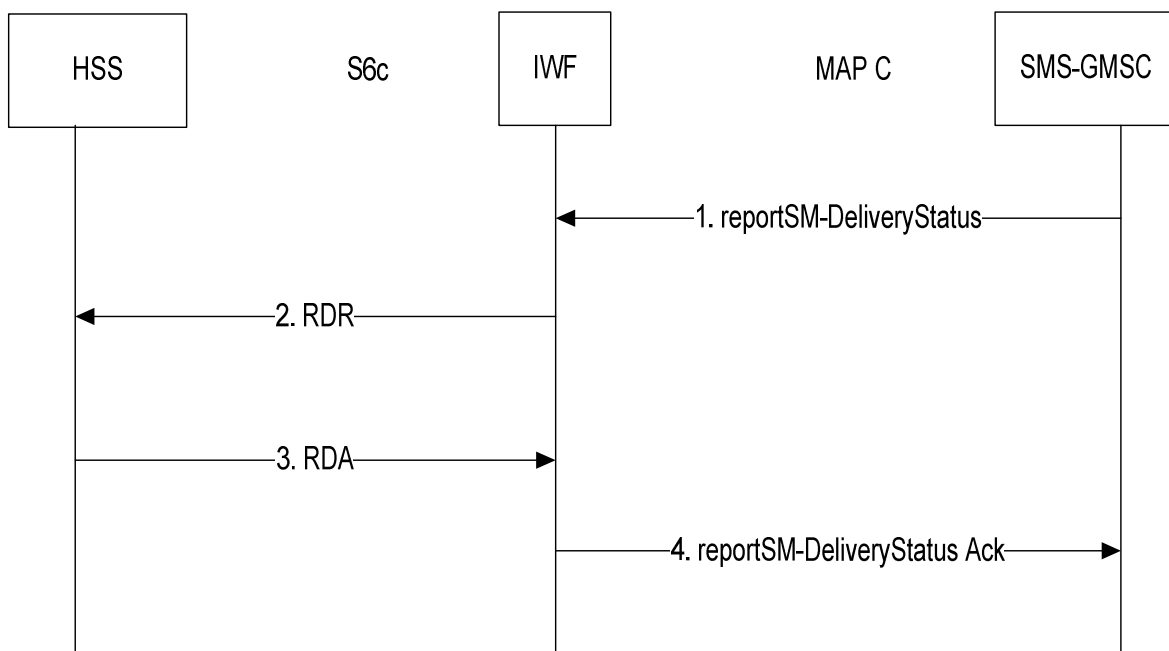 HSS
S6c
IWF
MAP C
SMS-GMSC
1. reportSM-DeliveryStatus
2. RDR
3. RDA
4. reportSM-DeliveryStatus Ack